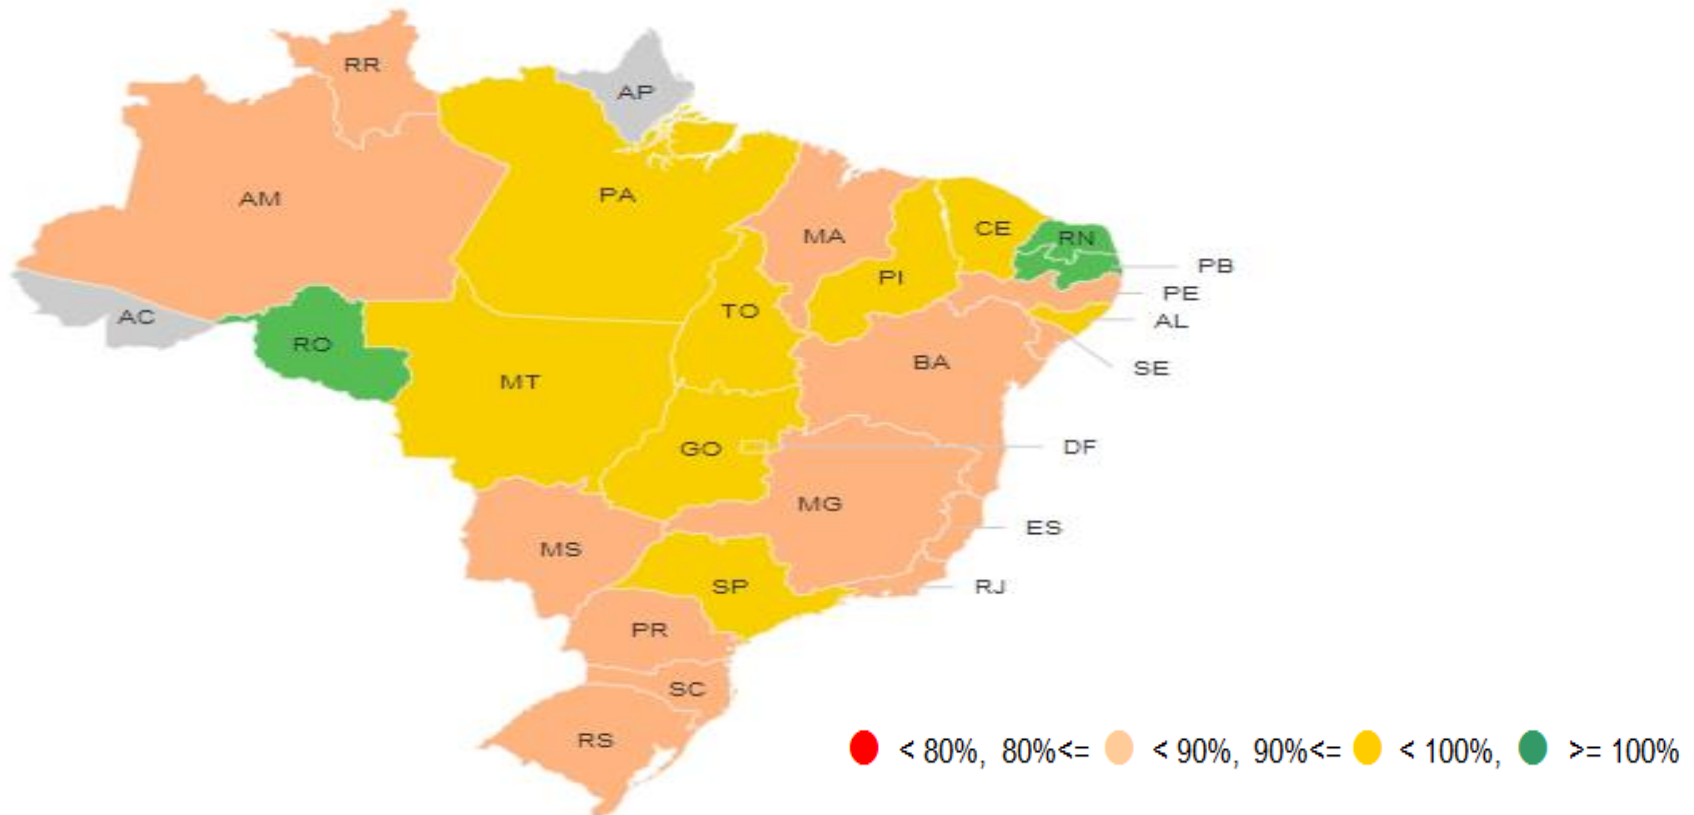 RR
AP
AM
PA
MA
CE
RN
PB
PI
PE
AC
TO
AL
RO
BA
SE
MT
GO
DF
MG
ES
MS
SP
RJ
PR
SC
RS
< 80%, 80%<= < 90%, 90%<= < 100%, >= 100%